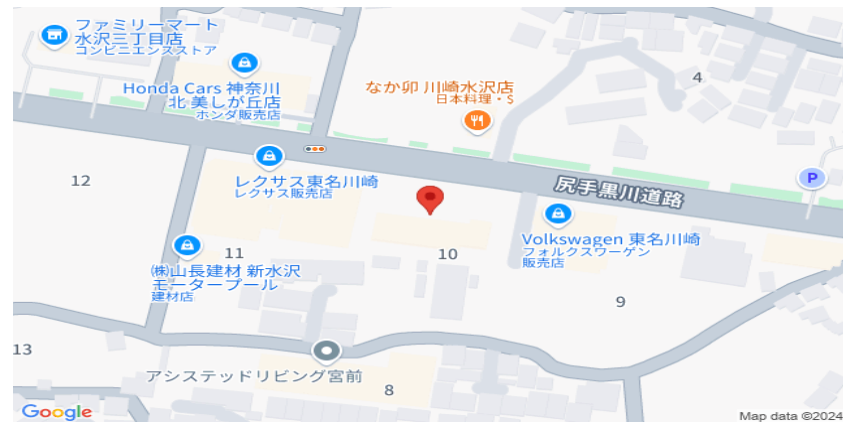 ファミリーマート
水沢三丁目店
コンビニエンスストア
Honda Cars 神奈川
北 美しが丘店
ホンダ販売店
なか卯 川崎水沢店
日本料理・$
4
12
レクサス東名川崎
レクサス販売店
尻手黒川道路
P
Volkswagen 東名川崎
フォルクスワーゲン
販売店
11
10
㈱山長建材 新水沢
モータープール
建材店
9
13
アシステッドリビング宮前
8
Google
Map data ©2024